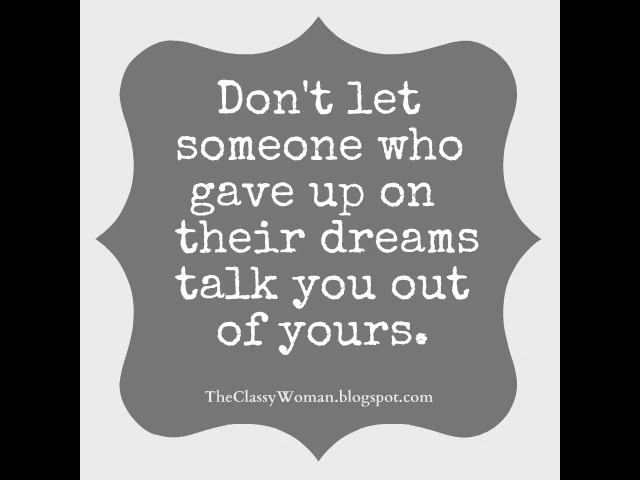 Don't let
someone who
gave up on
their dreams
talk you out
of yours.
TheClassyWoman.blogspot.com